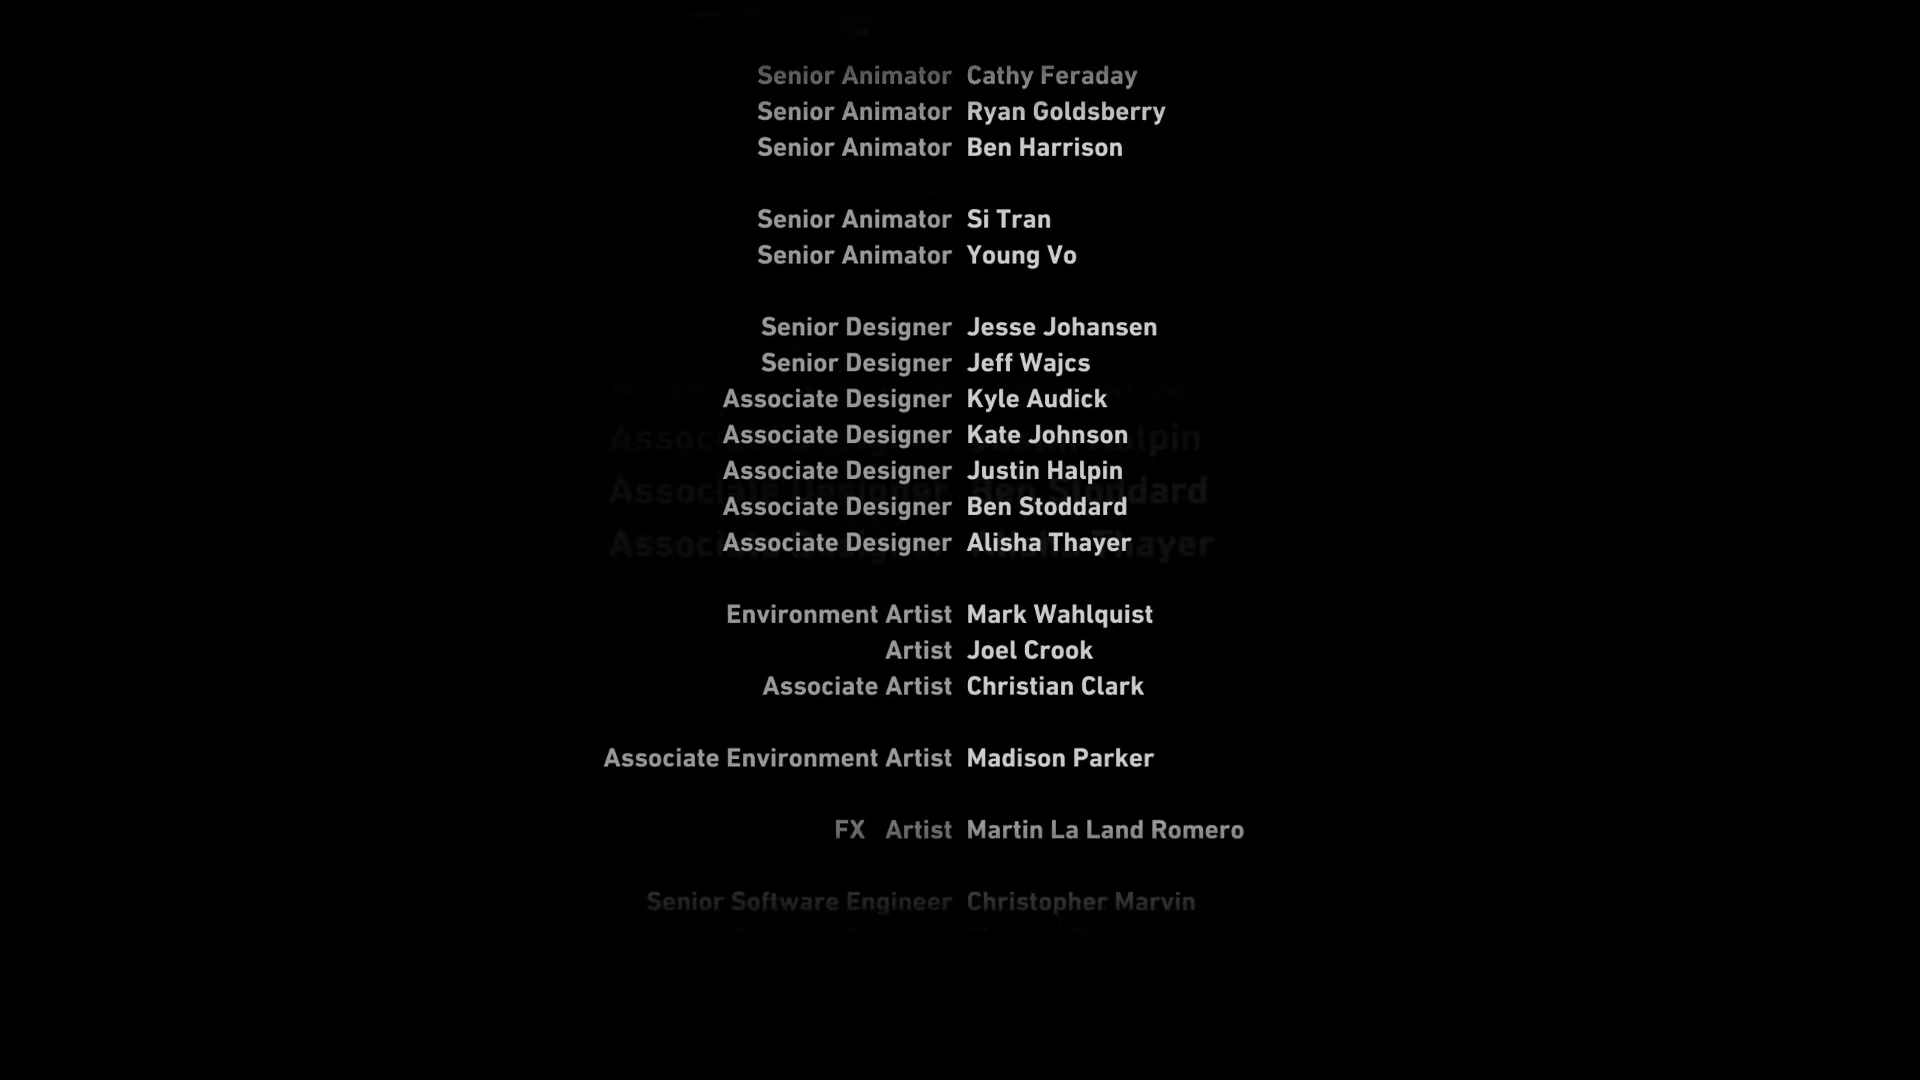 Senior Animator Cathy Feraday
Senior Animator Ryan Goldsberry
Senior Animator Ben Harrison
Senior Animator Si Tran
Senior Animator Young Vo
Senior Designer Jesse Johansen
Senior Designer Jeff Wajcs
Associate Designer Kyle Audick
Associate Designer Kate Johnson
Associate Designer Justin Halpin
Associate Designer Ben Stoddard
Associate Designer Alisha Thayer
Environment Artist Mark Wahlquist
Artist Joel Crook
Associate Artist Christian Clark
Associate Environment Artist Madison Parker
FX Artist Martin La Land Romero
Senior Software Engineer Christopher Marvin